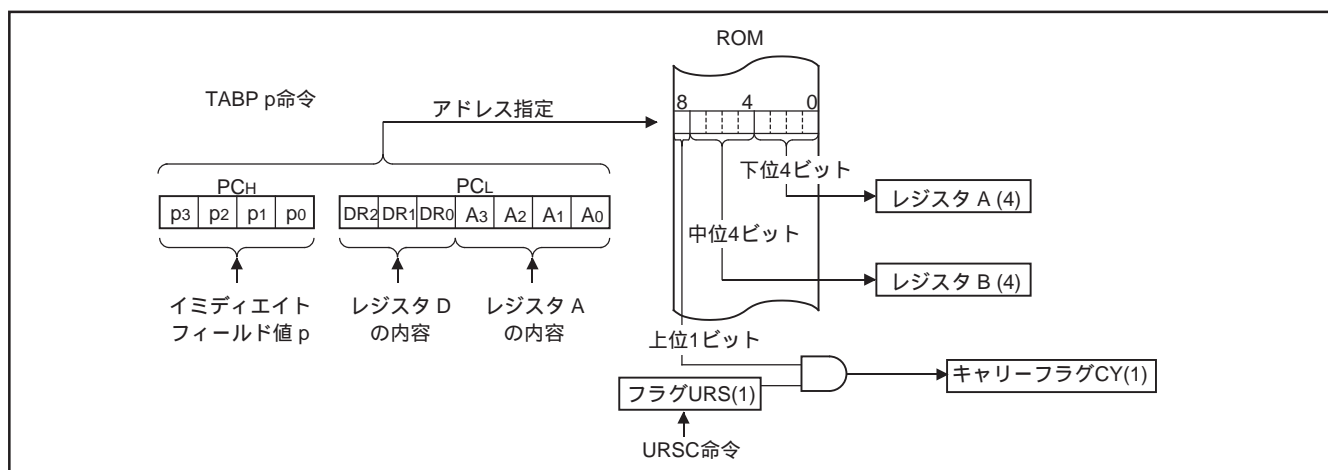 ROM
TABP p命令
アドレス指定
8 4 0
下位4ビット
PCH PCL
p3 p2 p1 p0 DR2 DR1 DR0 A3 A2 A1 A0
レジスタ A (4)
中位4ビット
レジスタ B (4)
イミディエイト
フィールド値 p
レジスタ D
の内容
レジスタ A
の内容
上位1ビット
キャリーフラグCY(1)
フラグURS(1)
URSC命令